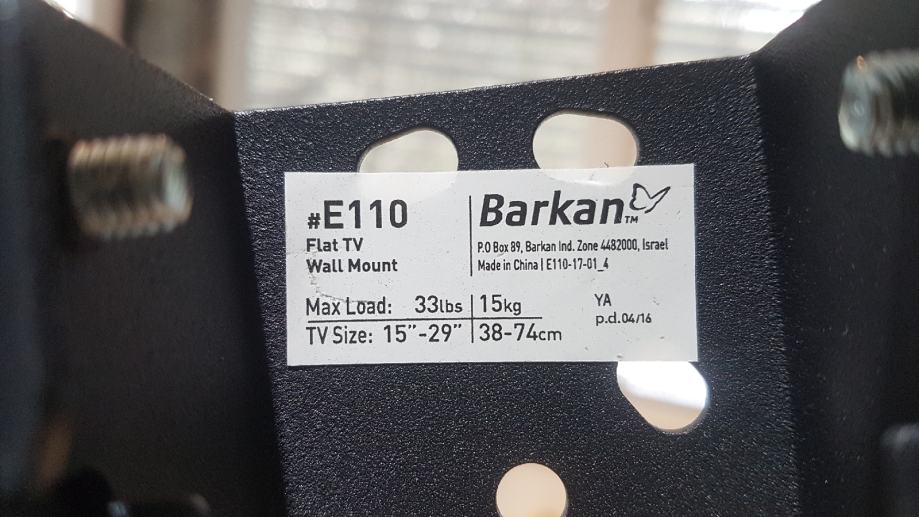 #E110
Flat TV
Wall Mount
Barkan™
P.O Box 89, Barkan Ind. Zone 4482000, Israel
Made in China | E110-17-01_4
Max Load: 33lbs | 15kg
TV Size: 15”-29” | 38-74cm
YA
p.d.04/16